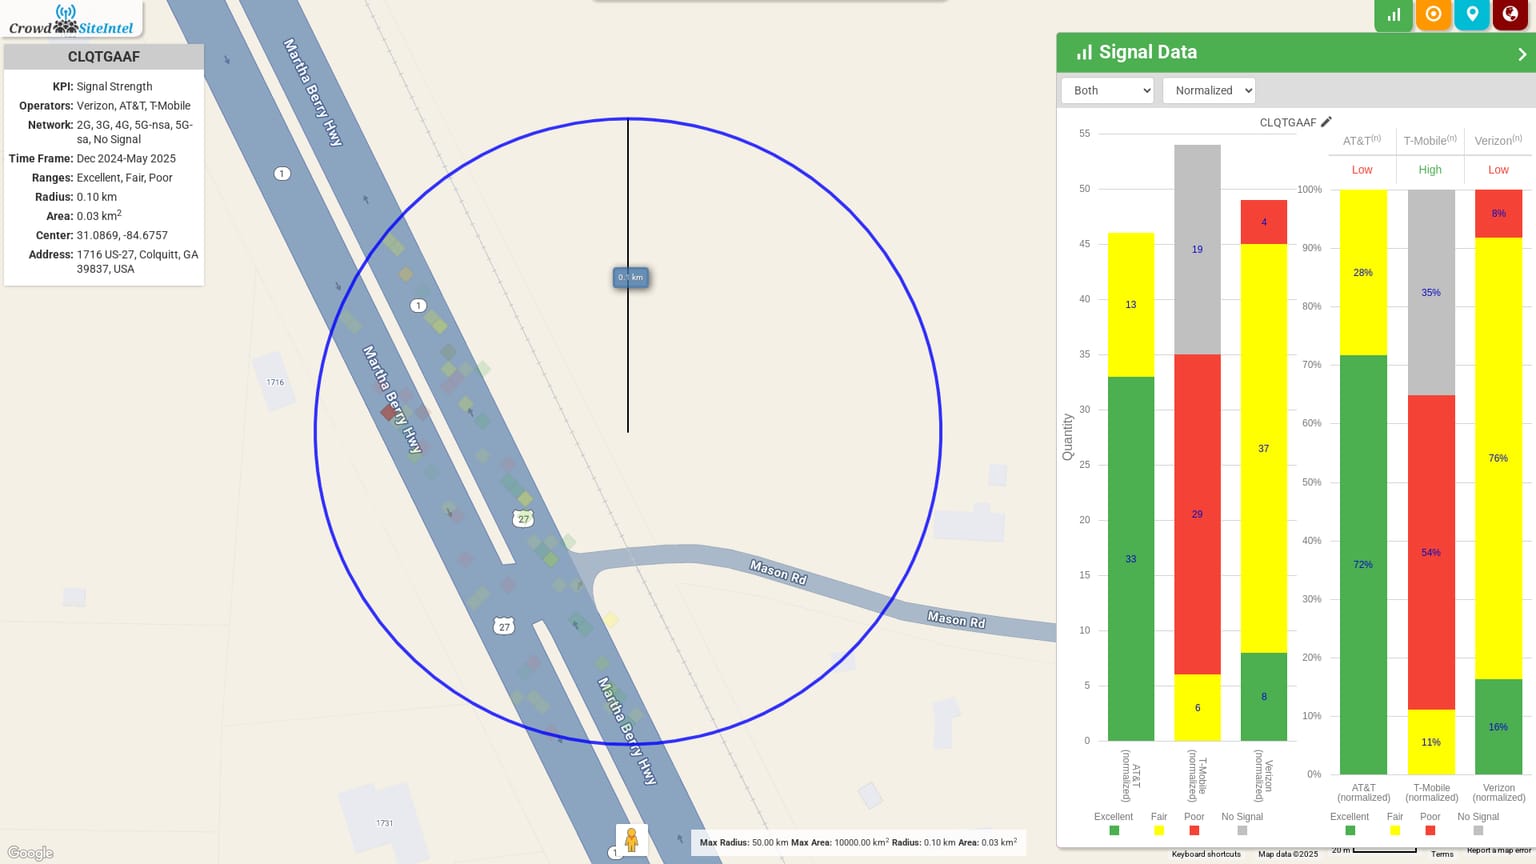 Crowd SiteIntel
CLQTGAAF
KPI: Signal Strength
Operators: Verizon, AT&T, T-Mobile
Network: 2G, 3G, 4G, 5G-nsa, 5G-
sa, No Signal
Time Frame: Dec 2024-May 2025
Ranges: Excellent, Fair, Poor
Radius: 0.10 km
Area: 0.03 km²
Center: 31.0869, -84.6757
Address: 1716 US-27, Colquitt, GA
39837, USA
Martha Berry Hwy
1
0.1 km
1
Martha Berry Hwy
1716
27
Mason Rd
Mason Rd
27
Martha Berry Hwy
1731
1
Google
Max Radius: 50.00 km Max Area: 10000.00 km² Radius: 0.10 km Area: 0.03 km²
Signal Data
Both
Normalized
CLQTGAAF
55
50
45
40
35
30
25
20
15
10
5
0
Quantity
13
33
19
29
6
4
37
8
AT&T
(normalized)
T-Mobile
(normalized)
Verizon
(normalized)
Excellent
Fair
Poor
No Signal
AT&T(n)
T-Mobile(n)
Verizon(n)
Low
High
Low
100%
90%
80%
70%
60%
50%
40%
30%
20%
10%
0%
28%
72%
35%
54%
11%
8%
76%
16%
AT&T
(normalized)
T-Mobile
(normalized)
Verizon
(normalized)
Excellent
Fair
Poor
No Signal
20 m
Keyboard shortcuts
Map data ©2025
Terms
Report a map error